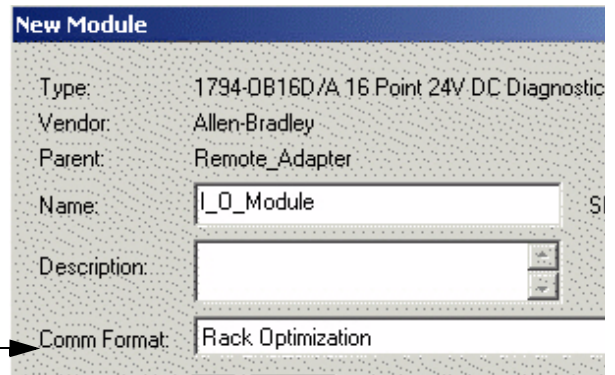 New Module
Type: 1794-OB16D/A 16 Point 24V DC Diagnostic
Vendor: Allen-Bradley
Parent: Remote_Adapter
Name: I_O_Module
Description:
Comm Format: Rack Optimization